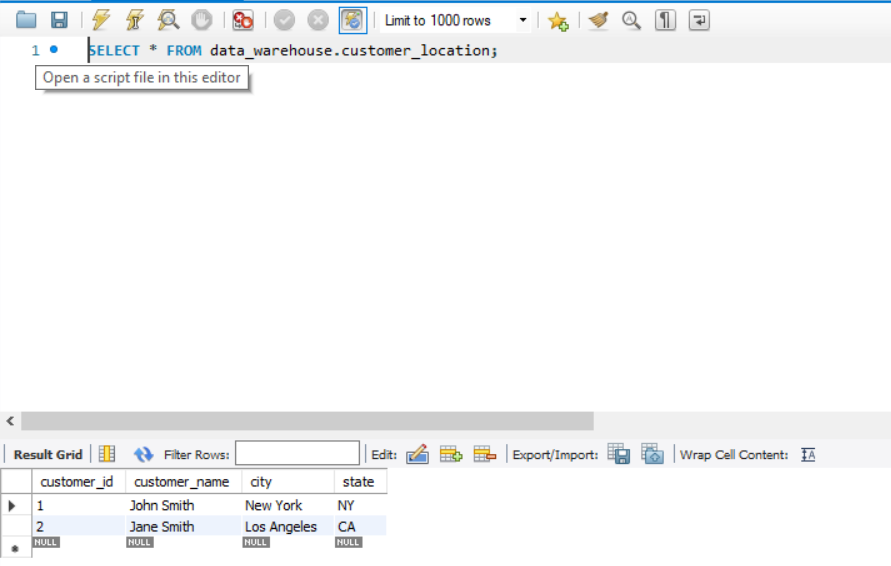 Limit to 1000 rows
1 SELECT * FROM data_warehouse.customer_location;
Open a script file in this editor
Result Grid Filter Rows: Edit: Export/Import: Wrap Cell Content:
customer_id customer_name city state
1 John Smith New York NY
2 Jane Smith Los Angeles CA
NULL NULL NULL NULL